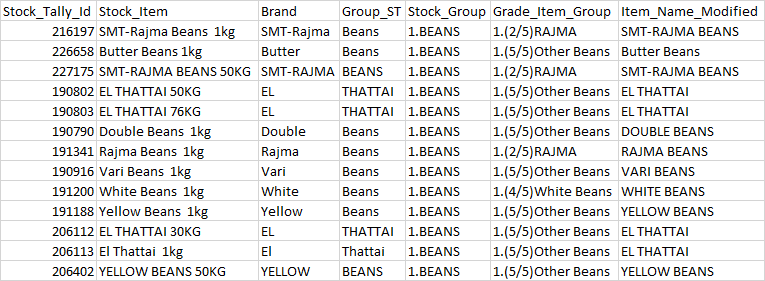 Stock_Tally_Id Stock_Item Brand Group_ST Stock_Group Grade_Item_Group Item_Name_Modified
216197 SMT-Rajma Beans  1kg SMT-Rajma Beans 1.BEANS 1.(2/5)RAJMA SMT-RAJMA BEANS
226658 Butter Beans 1kg Butter Beans 1.BEANS 1.(5/5)Other Beans Butter Beans
227175 SMT-RAJMA BEANS 50KG SMT-RAJMA BEANS 1.BEANS 1.(2/5)RAJMA SMT-RAJMA BEANS
190802 EL THATTAI 50KG EL THATTAI 1.BEANS 1.(5/5)Other Beans EL THATTAI
190803 EL THATTAI 76KG EL THATTAI 1.BEANS 1.(5/5)Other Beans EL THATTAI
190790 Double Beans  1kg Double Beans 1.BEANS 1.(5/5)Other Beans DOUBLE BEANS
191341 Rajma Beans  1kg Rajma Beans 1.BEANS 1.(2/5)RAJMA RAJMA BEANS
190916 Vari Beans  1kg Vari Beans 1.BEANS 1.(5/5)Other Beans VARI BEANS
191200 White Beans  1kg White Beans 1.BEANS 1.(4/5)White Beans WHITE BEANS
191188 Yellow Beans  1kg Yellow Beans 1.BEANS 1.(5/5)Other Beans YELLOW BEANS
206112 EL THATTAI 30KG EL THATTAI 1.BEANS 1.(5/5)Other Beans EL THATTAI
206113 El Thattai  1kg El Thattai 1.BEANS 1.(5/5)Other Beans EL THATTAI
206402 YELLOW BEANS 50KG YELLOW BEANS 1.BEANS 1.(5/5)Other Beans YELLOW BEANS